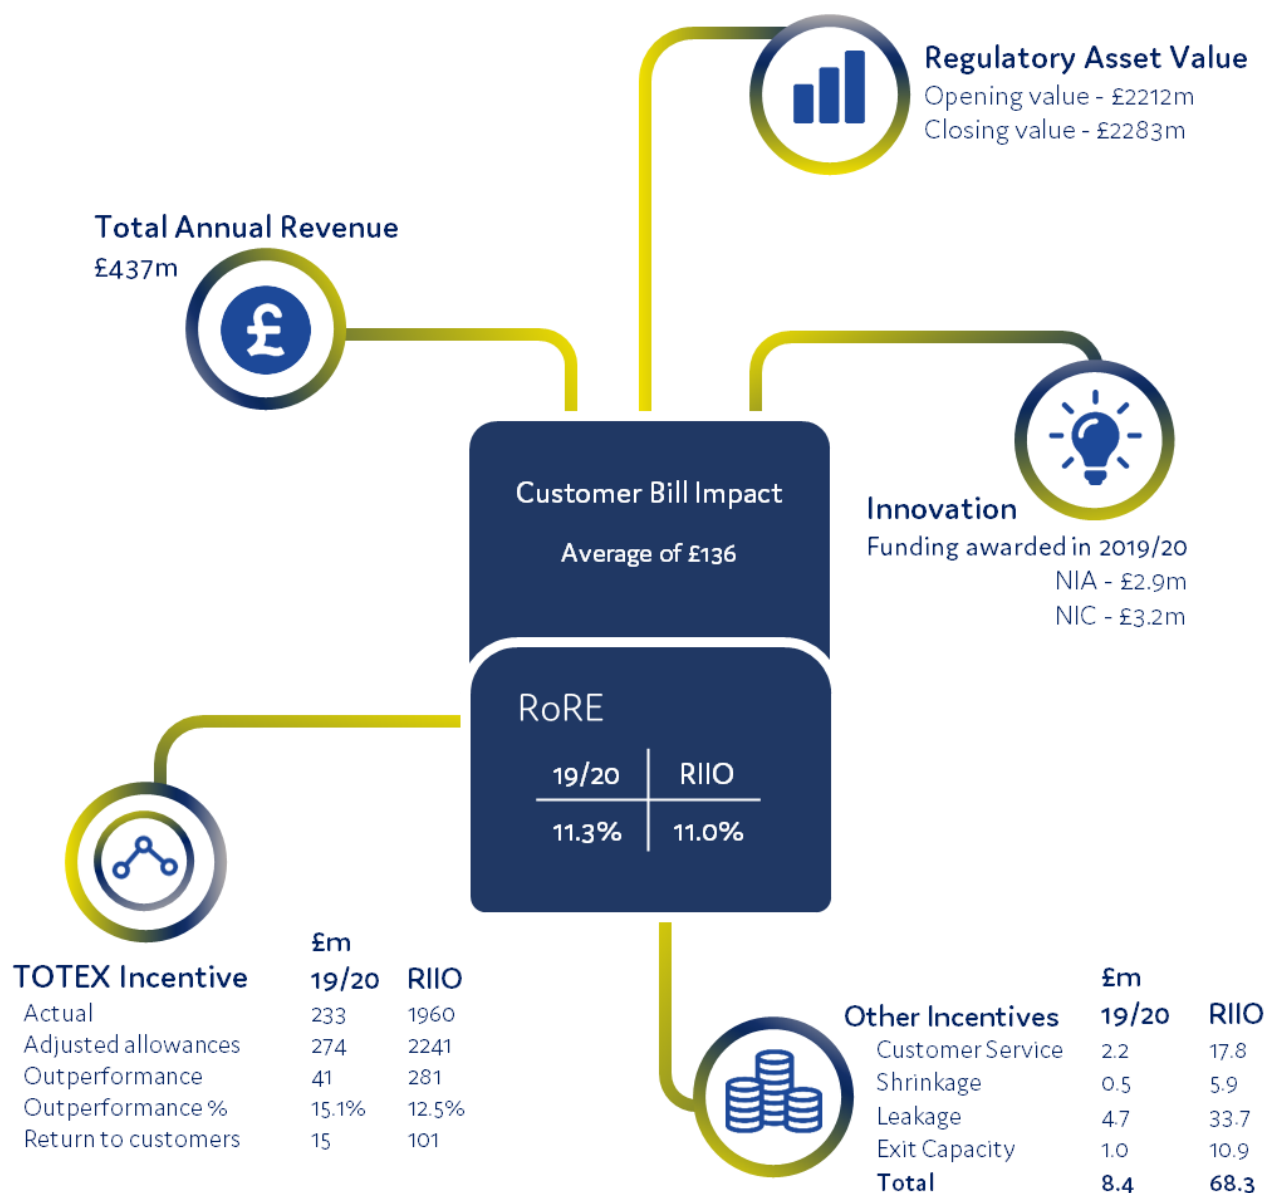 Regulatory Asset Value
Opening value - £2212m
Closing value - £2283m
Total Annual Revenue
£437m
£
Customer Bill Impact
Average of £136
Innovation
Funding awarded in 2019/20
NIA - £2.9m
NIC - £3.2m
RoRE
19/20 RIIO
11.3% 11.0%
£m
TOTEX Incentive 19/20 RIIO
Actual 233 1960
Adjusted allowances 274 2241
Outperformance 41 281
Outperformance % 15.1% 12.5%
Return to customers 15 101
£m
Other Incentives 19/20 RIIO
Customer Service 2.2 17.8
Shrinkage 0.5 5.9
Leakage 4.7 33.7
Exit Capacity 1.0 10.9
Total 8.4 68.3